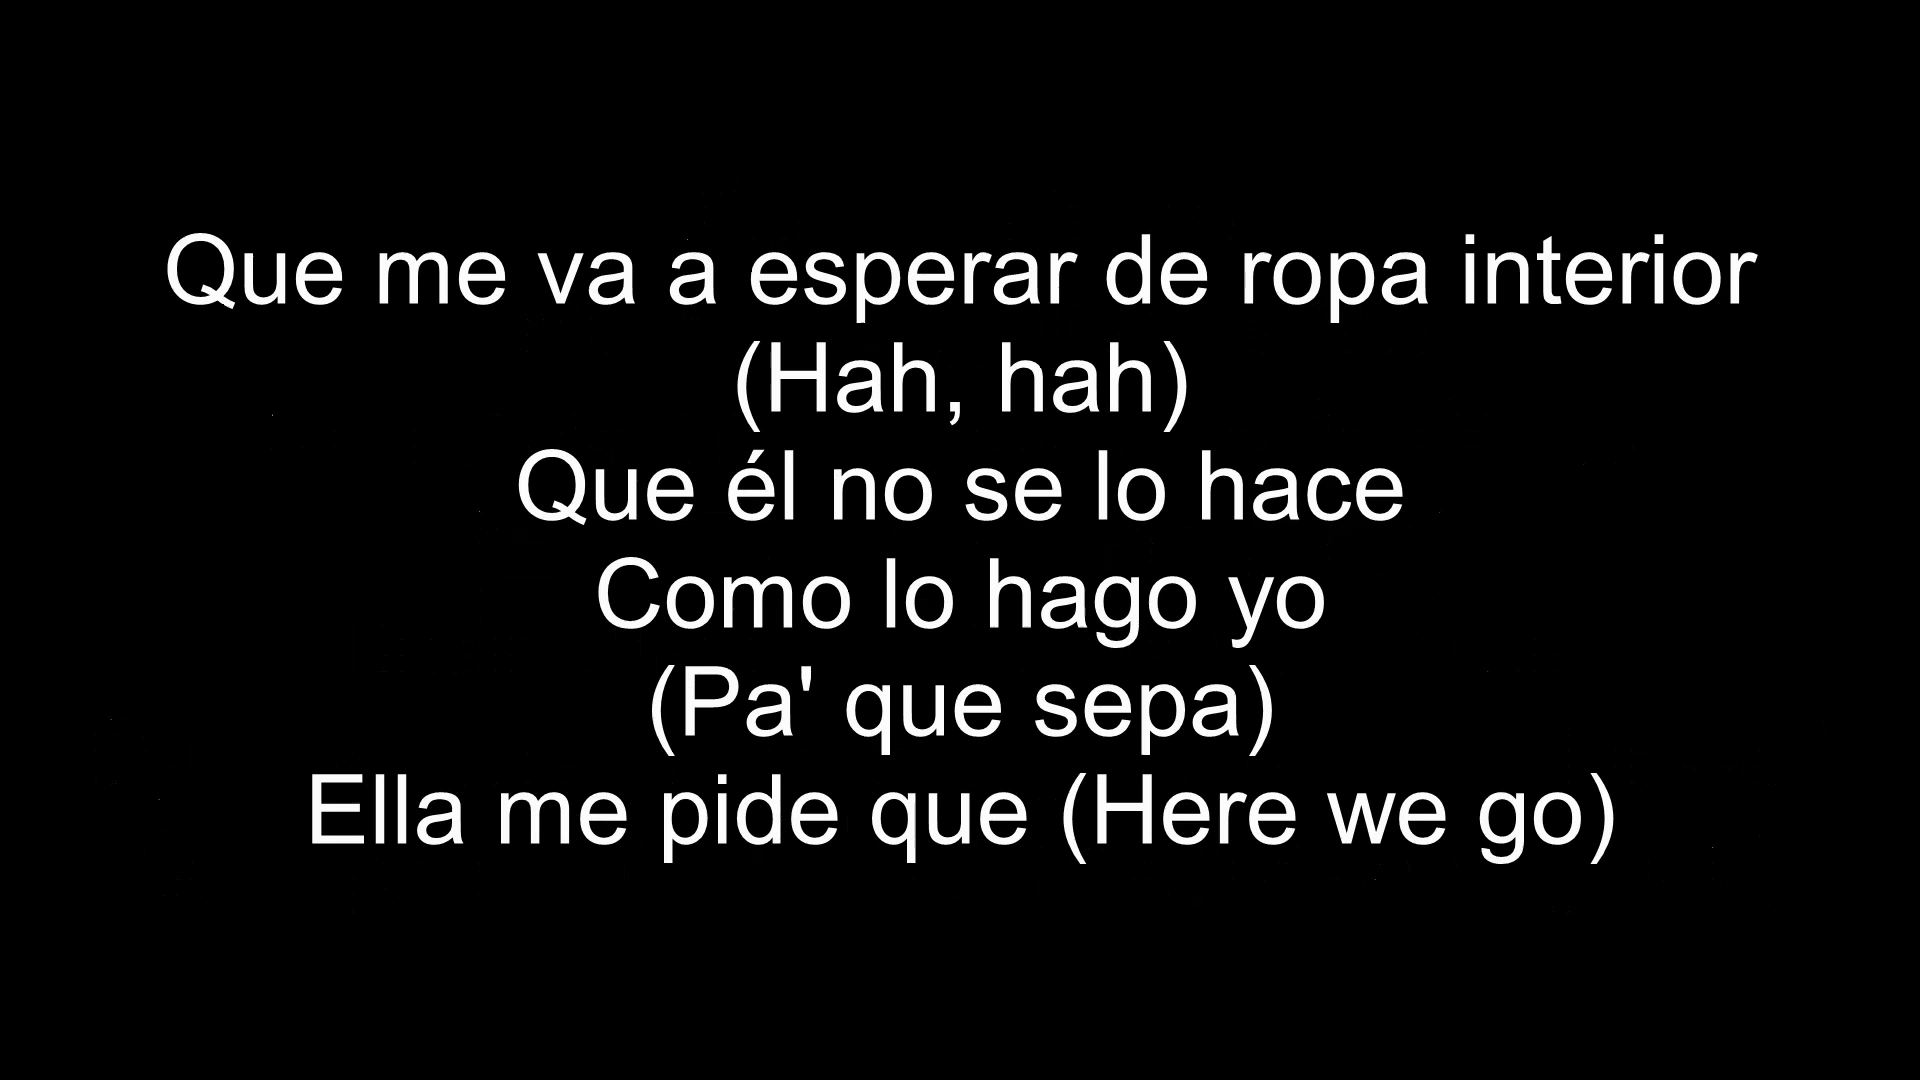 Que me va a esperar de ropa interior
(Hah, hah)
Que él no se lo hace
Como lo hago yo
(Pa' que sepa)
Ella me pide que (Here we go)